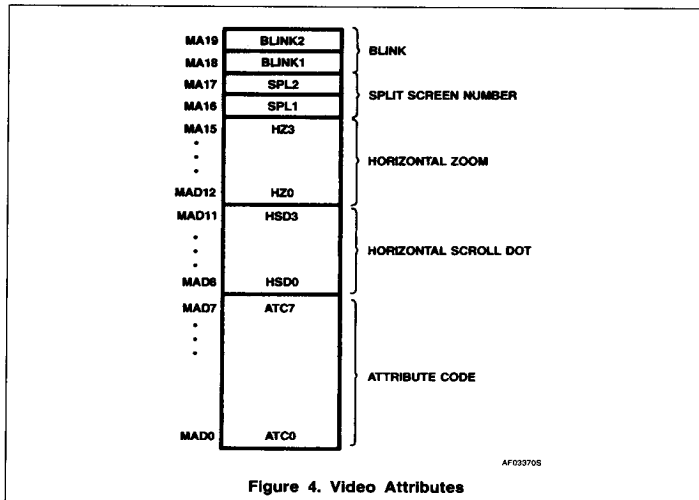 MA19 BLINK2
MA18 BLINK1
BLINK
MA17 SPL2
MA16 SPL1
SPLIT SCREEN NUMBER
MA15 HZ3
HORIZONTAL ZOOM
MAD12 HZ0
MAD11 HSD3
HORIZONTAL SCROLL DOT
MAD8 HSD0
MAD7 ATC7
ATTRIBUTE CODE
MAD0 ATC0
AF03370S
Figure 4. Video Attributes